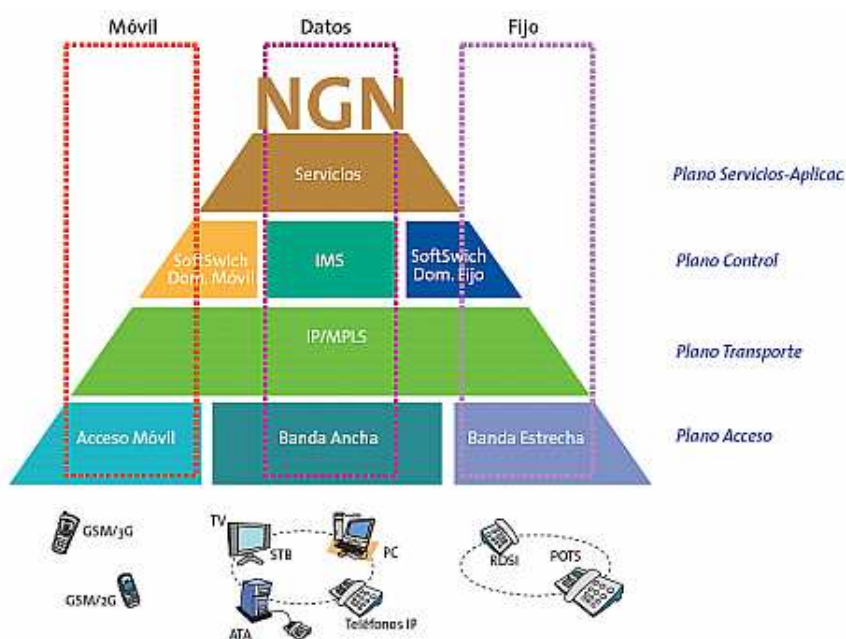 Móvil Datos Fijo
NGN
Servicios
Plano Servicios-Aplicac
SoftSwich
Dom. Móvil
IMS
SoftSwich
Dom. Fijo
Plano Control
IP/MPLS
Plano Transporte
Acceso Móvil
Banda Ancha
Banda Estrecha
Plano Acceso
GSM/3G
GSM/2G
TV
STB
PC
ATA
Teléfonos IP
RDSI
POTS